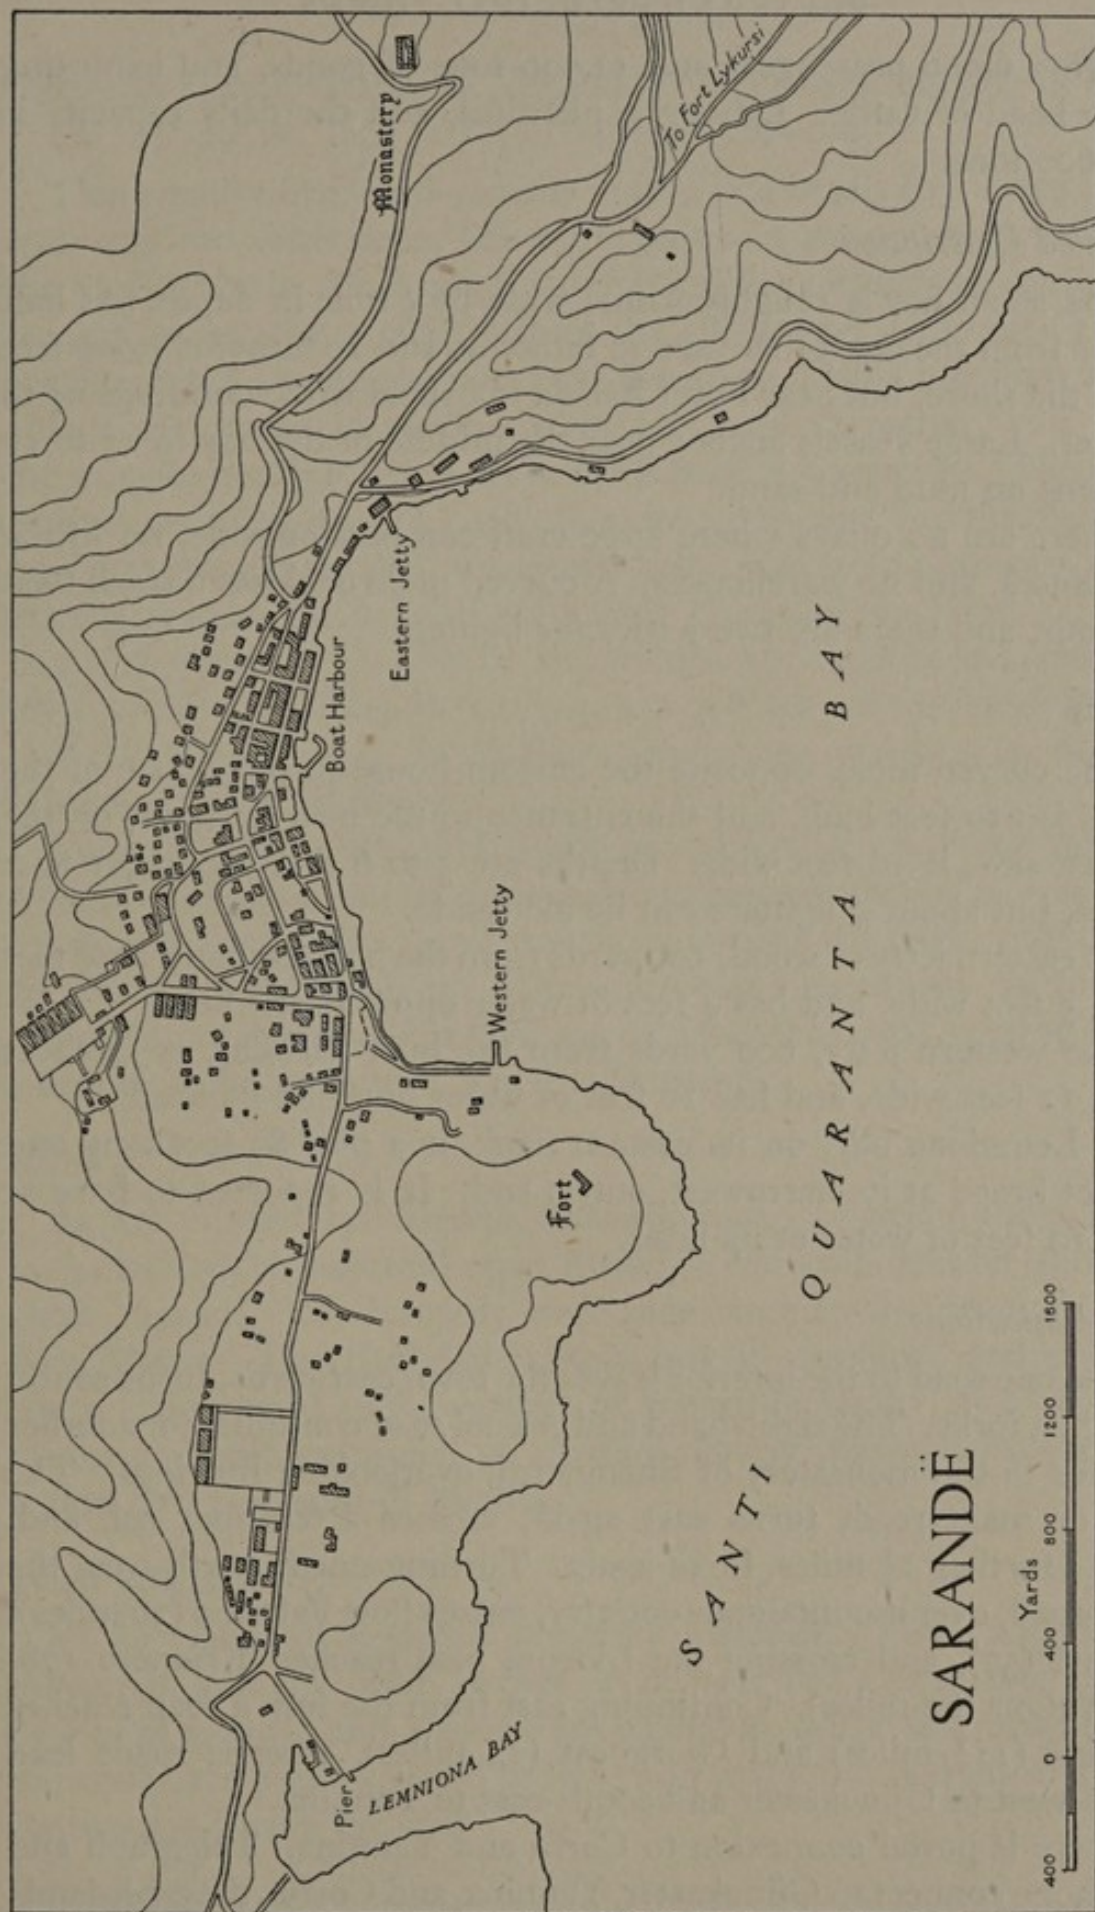 Monastery
To Fort Lykursi
Eastern Jetty
Boat Harbour
Western Jetty
Fort
Pier
LEMNIONA BAY
SANTI QUARANTA BAY
SARANDË
Yards
400 0 400 800 1200 1600